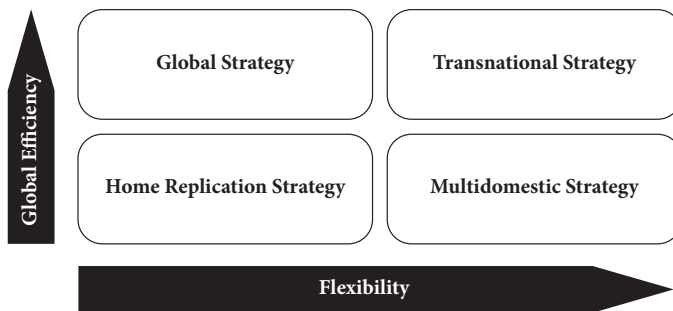 Global Efficiency
Global Strategy
Transnational Strategy
Home Replication Strategy
Multidomestic Strategy
Flexibility